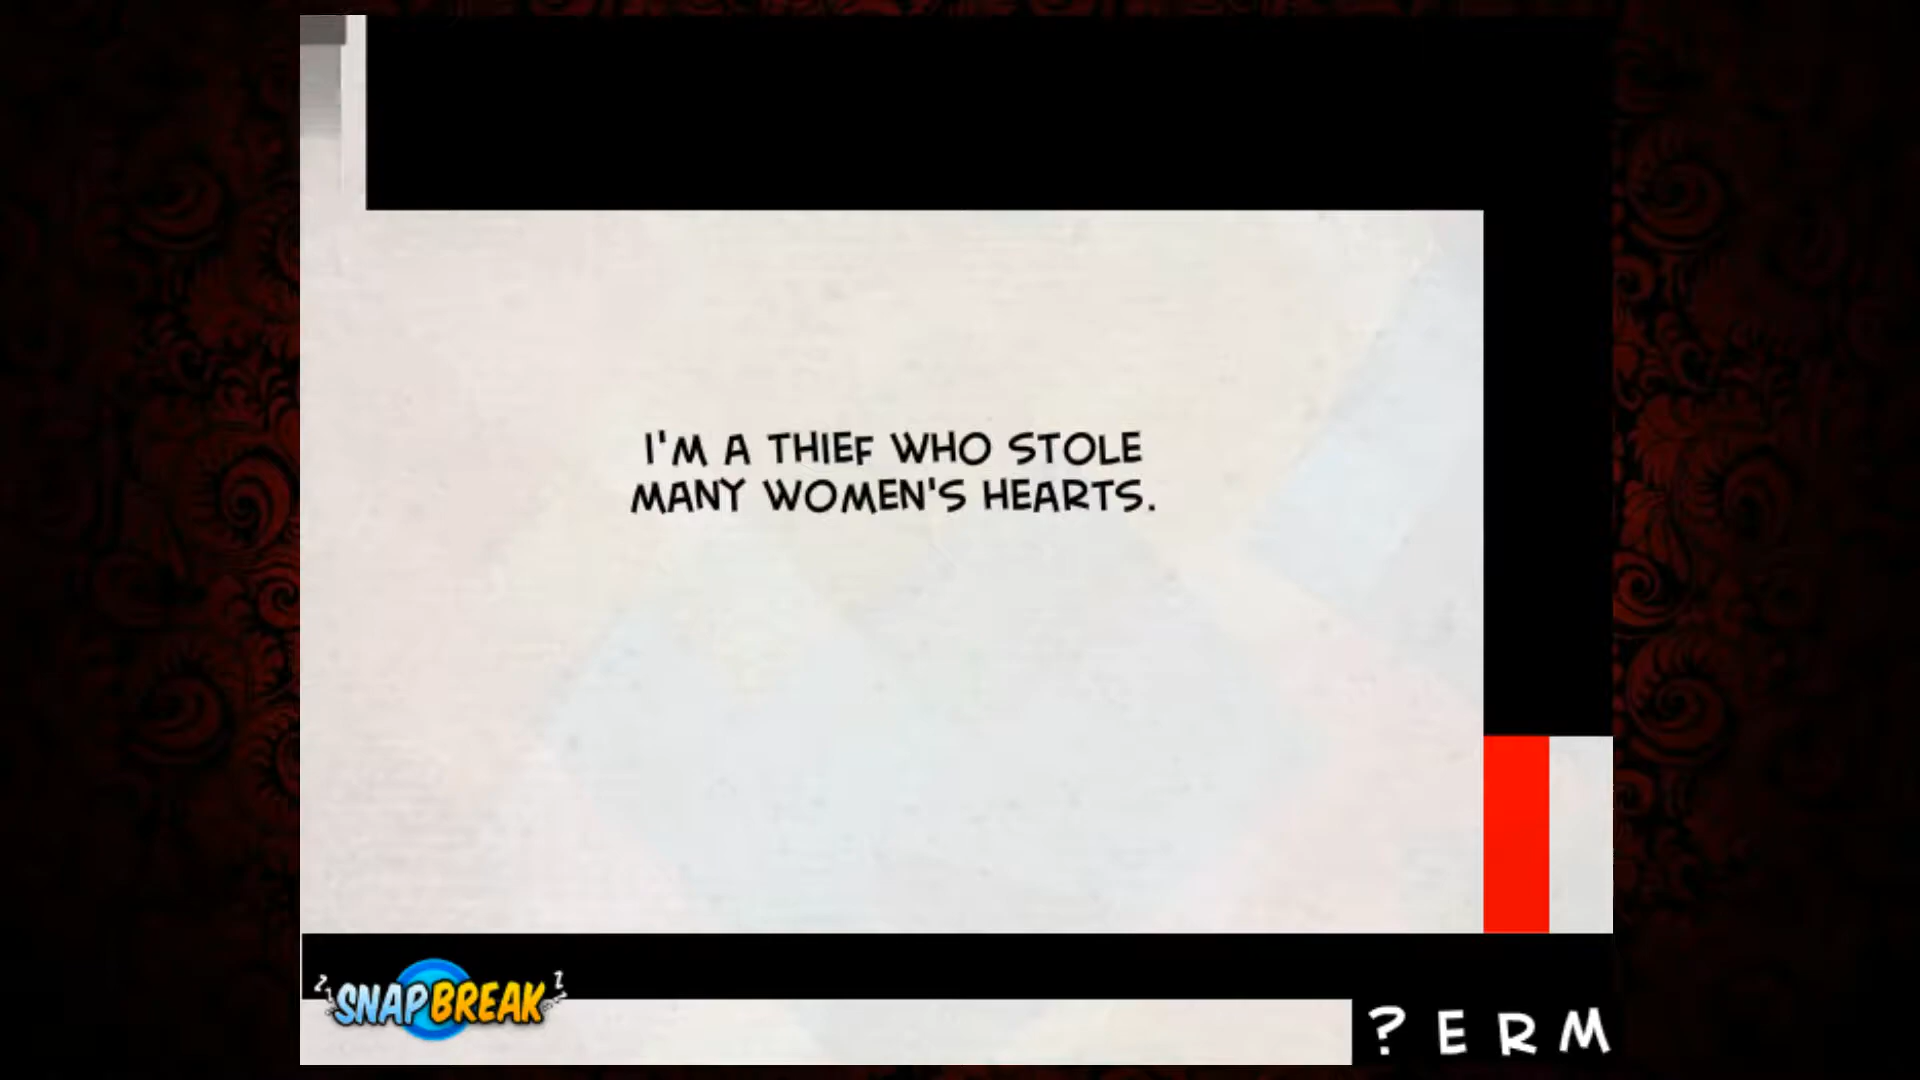 I'M A THIEF WHO STOLE
MANY WOMEN'S HEARTS.
SNAPBREAK
? E R M